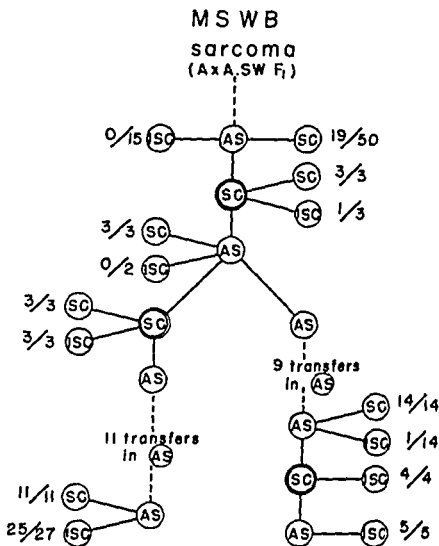 MSWB
sarcoma
(A x A.SW F1)
0/15 ISC AS SC 19/50
SC 3/3
SC
ISC 1/3
3/3 SC
AS
0/2 ISC
3/3 SC
SC AS
3/3 ISC
AS
9 transfers
in AS
AS
SC 14/14
ISC 1/14
11 transfers
in AS
SC ISC 4/4
11/11 SC
AS
25/27 ISC
AS ISC 5/5